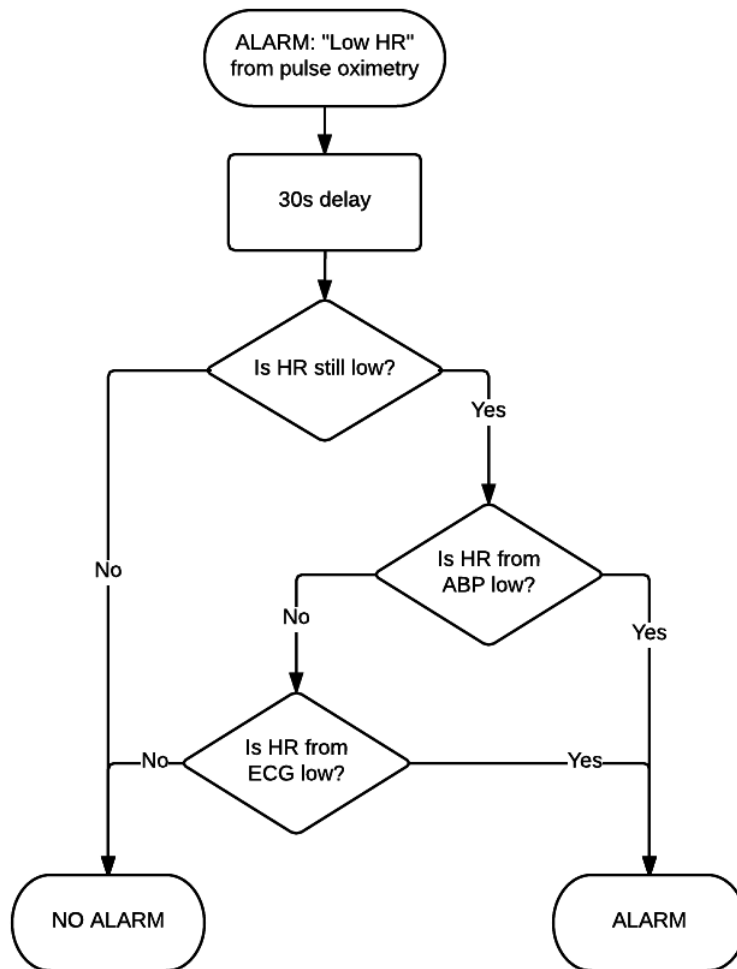 ALARM: "Low HR"
from pulse oximetry
30s delay
Is HR still low?
Yes
No
Is HR from
ABP low?
No
Yes
Is HR from
ECG low?
No
Yes
NO ALARM
ALARM